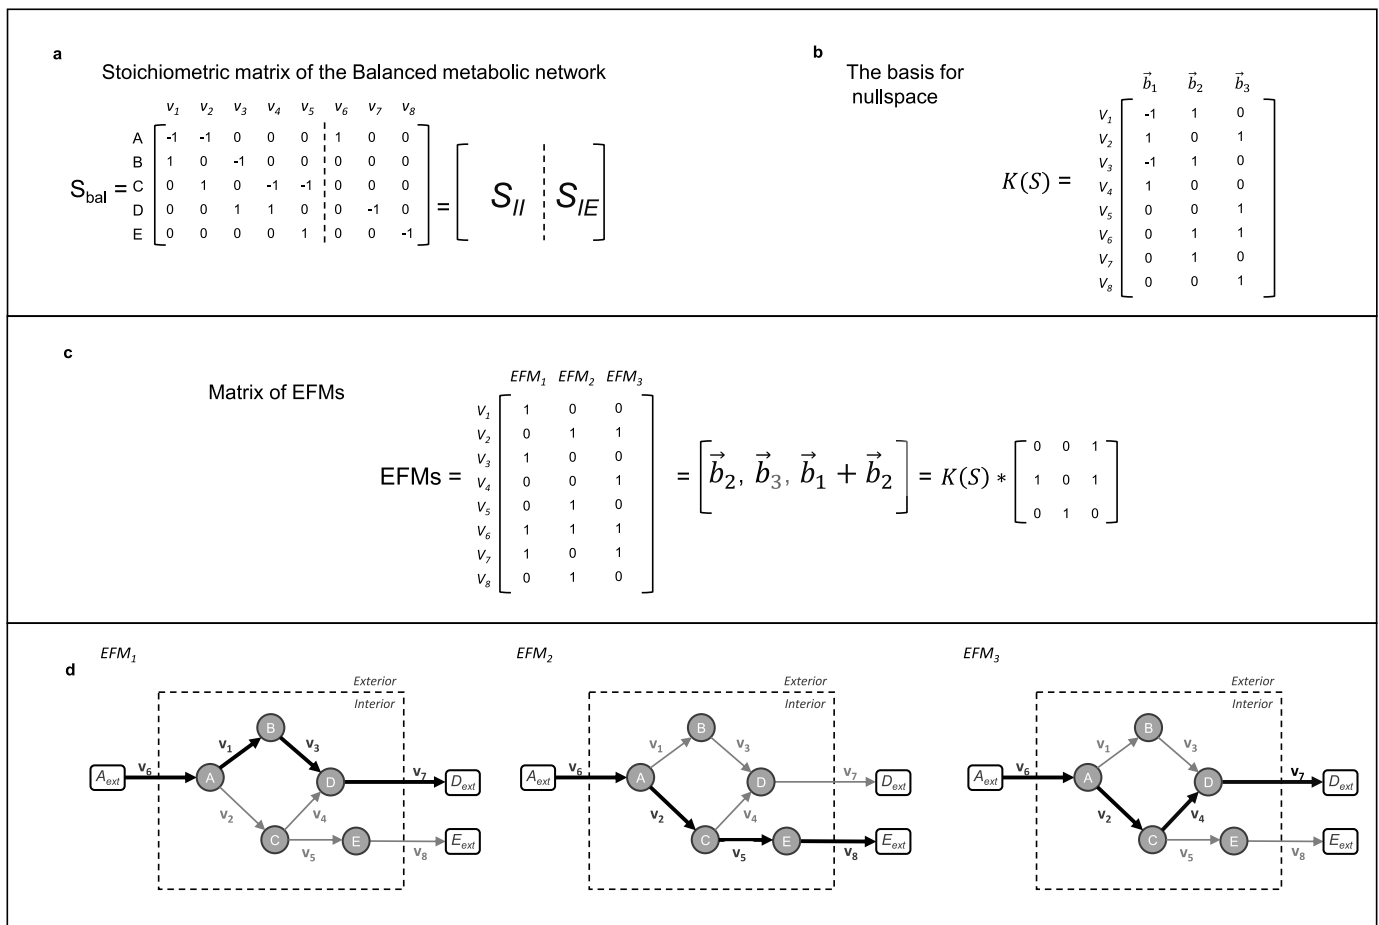 a
Stoichiometric matrix of the Balanced metabolic network
v1 v2 v3 v4 v5 v6 v7 v8
A -1 -1 0 0 0 1 0 0
B 1 0 -1 0 0 0 0 0
Sbal = C 0 1 0 -1 -1 0 0 0 = [ SII SIE ]
D 0 0 1 1 0 0 -1 0
E 0 0 0 0 1 0 0 -1
b
The basis for
nullspace
b⃗1 b⃗2 b⃗3
V1 -1 1 0
V2 1 0 1
V3 -1 1 0
K(S) =
V4 1 0 0
V5 0 0 1
V6 0 1 1
V7 0 1 0
V8 0 0 1
c
Matrix of EFMs
EFM1 EFM2 EFM3
V1 1 0 0
V2 0 1 1
V3 1 0 0
V4 0 0 1
V5 0 1 0
V6 1 1 1
V7 1 0 1
V8 0 1 0
EFMs =
= [ b⃗2, b⃗3, b⃗1 + b⃗2 ] = K(S) *
0 0 1
1 0 1
0 1 0
d
EFM1
Exterior
Interior
Aext v6 A v1 B v3 D v7 Dext
v2 C v4 v5 E v8 Eext
EFM2
Exterior
Interior
Aext v6 A v1 B v3 D v7 Dext
v2 C v4 v5 E v8 Eext
EFM3
Exterior
Interior
Aext v6 A v1 B v3 D v7 Dext
v2 C v4 v5 E v8 Eext